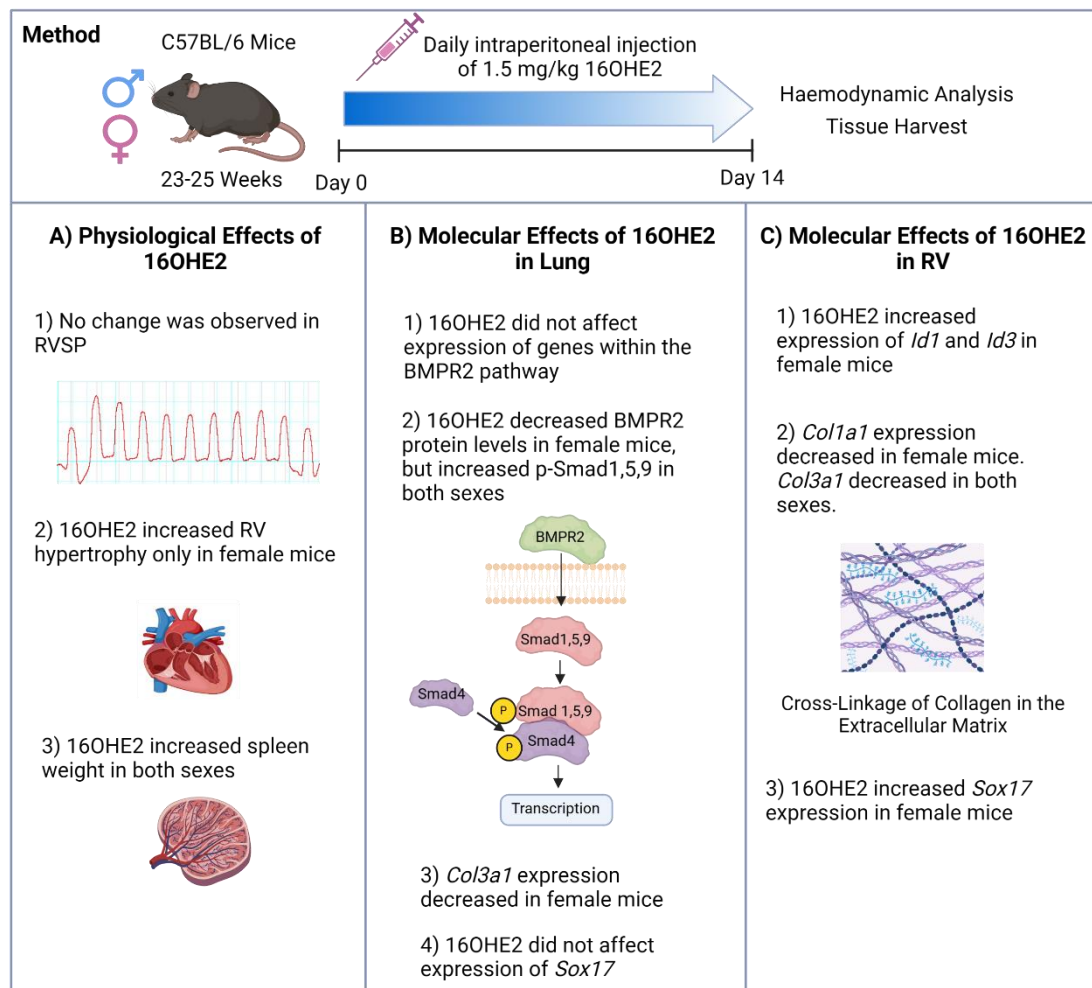 Method
C57BL/6 Mice
23-25 Weeks
Daily intraperitoneal injection
of 1.5 mg/kg 16OHE2
Day 0
Day 14
Haemodynamic Analysis
Tissue Harvest
A) Physiological Effects of
16OHE2
1) No change was observed in
RVSP
2) 16OHE2 increased RV
hypertrophy only in female mice
3) 16OHE2 increased spleen
weight in both sexes
B) Molecular Effects of 16OHE2
in Lung
1) 16OHE2 did not affect
expression of genes within the
BMPR2 pathway
2) 16OHE2 decreased BMPR2
protein levels in female mice,
but increased p-Smad1,5,9 in
both sexes
BMPR2
Smad1,5,9
Smad4
P
Smad 1,5,9
P
Smad4
Transcription
3) Col3a1 expression
decreased in female mice
4) 16OHE2 did not affect
expression of Sox17
C) Molecular Effects of 16OHE2
in RV
1) 16OHE2 increased
expression of Id1 and Id3 in
female mice
2) Col1a1 expression
decreased in female mice.
Col3a1 decreased in both
sexes.
Cross-Linkage of Collagen in the
Extracellular Matrix
3) 16OHE2 increased Sox17
expression in female mice